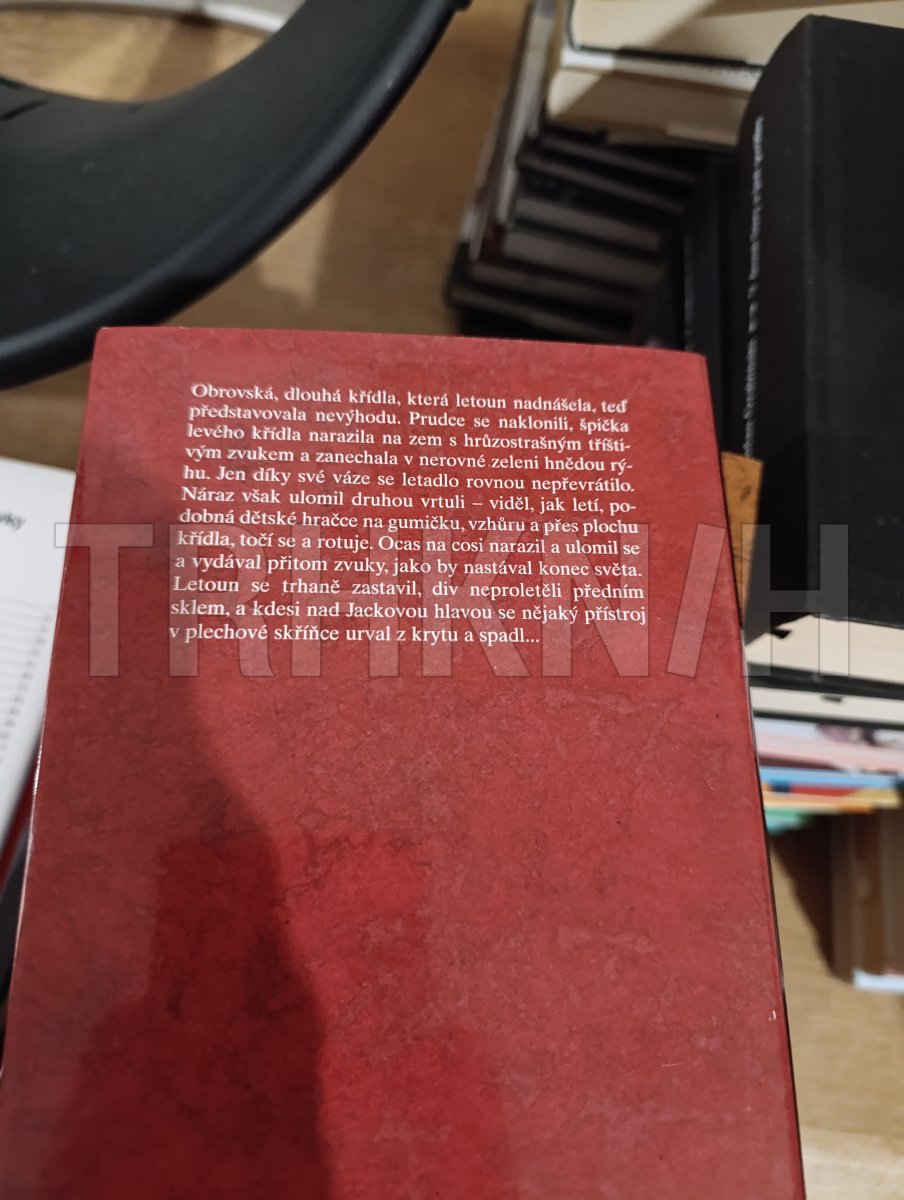 Obrovská, dlouhá křídla, která letoun nadnášela, teď
představovala nevýhodu. Prudce se naklonili, špička
levého křídla narazila na zem s hrůzostrašným tříšti-
vým zvukem a zanechala v nerovné zeleni hnědou rý-
hu. Jen díky své váze se letadlo rovnou nepřevrátilo.
Náraz však ulomil druhou vrtuli – viděl, jak letí, po-
dobná dětské hračce na gumičku, vzhůru a přes plochu
křídla, točí se a rotuje. Ocas na cosi narazil a ulomil se
a vydával přitom zvuky, jako by nastával konec světa.
Letoun se trhaně zastavil, div neproletěli předním
sklem, a kdesi nad Jackovou hlavou se nějaký přístroj
v plechové skříňce urval z krytu a spadl...
TRHKNIH